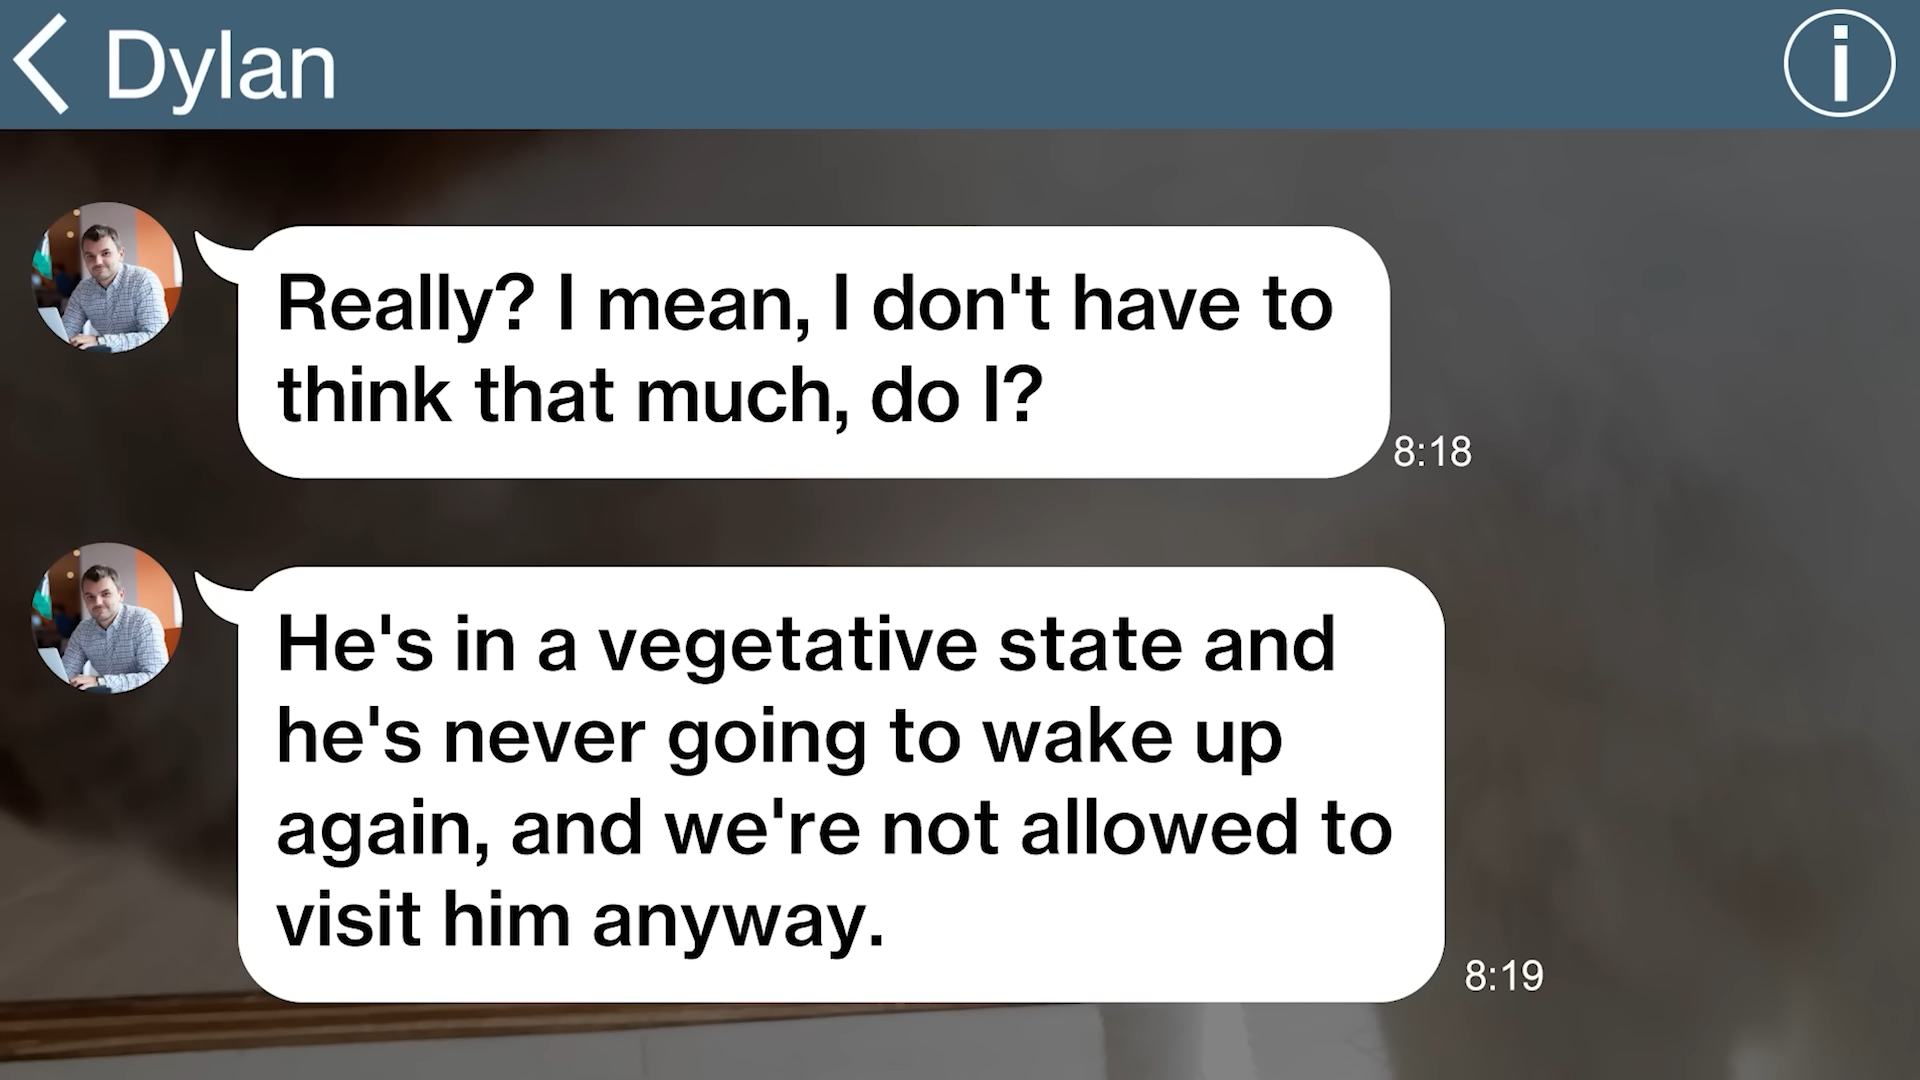 Dylan
Really? I mean, I don't have to
think that much, do I?
8:18
He's in a vegetative state and
he's never going to wake up
again, and we're not allowed to
visit him anyway.
8:19